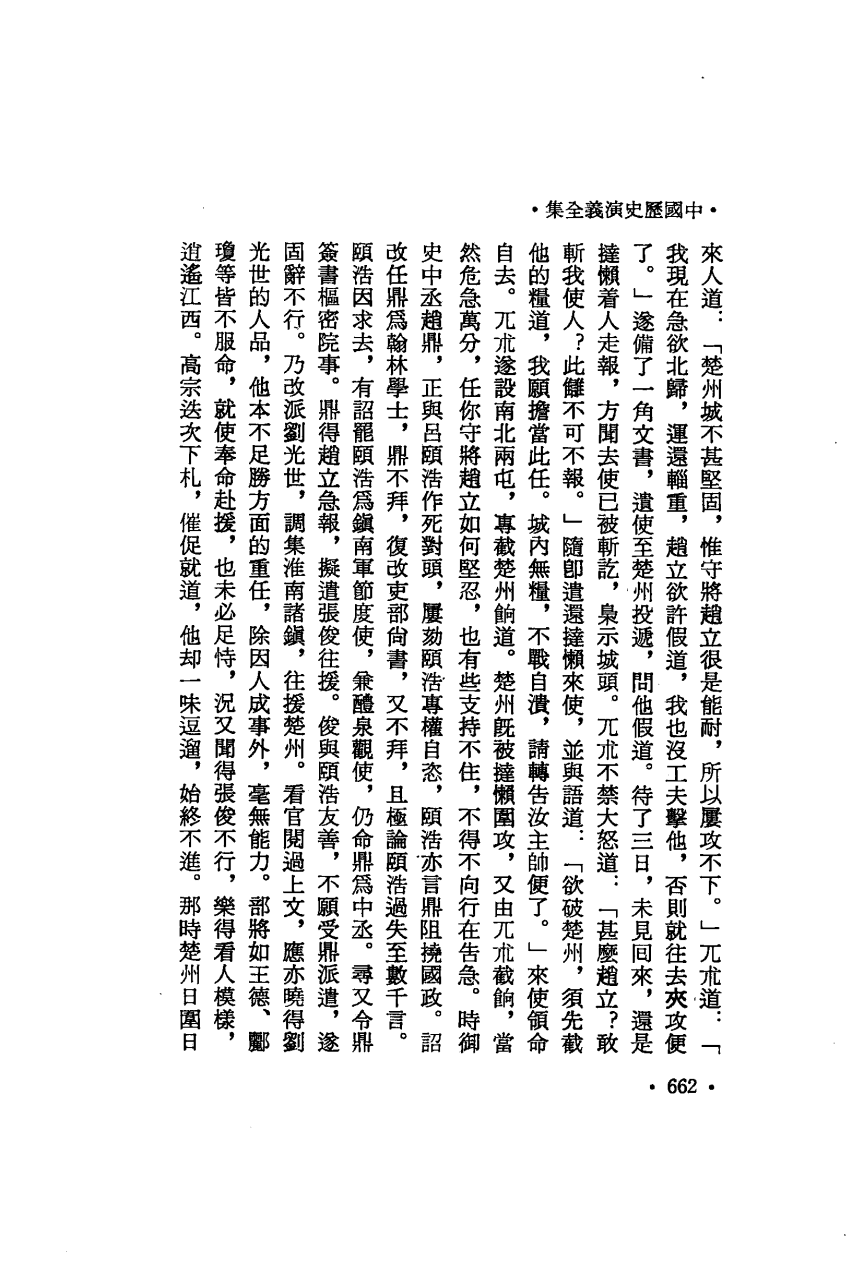 •中國歷史演義全集•
來人道：「楚州城不甚堅固，惟守將趙立很是能耐，所以屢攻不下。」兀朮道：「
我現在急欲北歸，運還輜重，趙立欲許假道，我也沒工夫擊他，否則就往去夾攻便
了。」遂備了一角文書，遣使至楚州投遞，問他假道。待了三日，未見囘來，還是
撻懶着人走報，方聞去使已被斬訖，梟示城頭。兀朮不禁大怒道：「甚麼趙立？敢
斬我使人？此讎不可不報。」隨卽遣還撻懶來使，並與語道：「欲破楚州，須先截
他的糧道，我願擔當此任。城內無糧，不戰自潰，請轉告汝主帥便了。」來使領命
自去。兀朮遂設南北兩屯，專截楚州餉道。楚州旣被撻懶圍攻，又由兀朮截餉，當
然危急萬分，任你守將趙立如何堅忍，也有些支持不住，不得不向行在告急。時御
史中丞趙鼎，正與呂頤浩作死對頭，屢劾頤浩專權自恣，頤浩亦言鼎阻撓國政。詔
改任鼎爲翰林學士，鼎不拜，復改吏部尙書，又不拜，且極論頤浩過失至數千言。
頤浩因求去，有詔罷頤浩爲鎭南軍節度使，兼醴泉觀使，仍命鼎爲中丞。尋又令鼎
簽書樞密院事。鼎得趙立急報，擬遣張俊往援。俊與頤浩友善，不願受鼎派遣，遂
固辭不行。乃改派劉光世，調集淮南諸鎭，往援楚州。看官閱過上文，應亦曉得劉
光世的人品，他本不足勝方面的重任，除因人成事外，毫無能力。部將如王德、酈
瓊等皆不服命，就使奉命赴援，也未必足恃，況又聞得張俊不行，樂得看人模樣，
逍遙江西。高宗迭次下札，催促就道，他却一味逗遛，始終不進。那時楚州日圍日
•662•